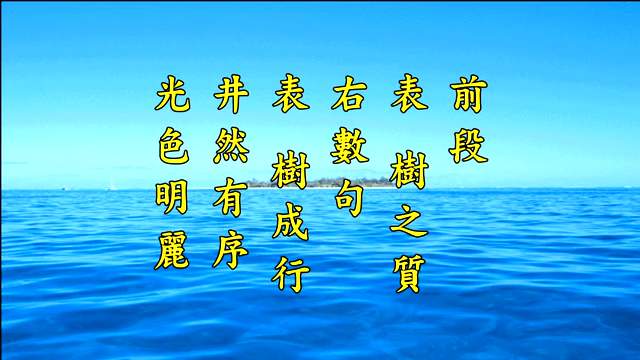 前段
表 樹之質
右數句
表 樹成行
井然有序
光色明麗